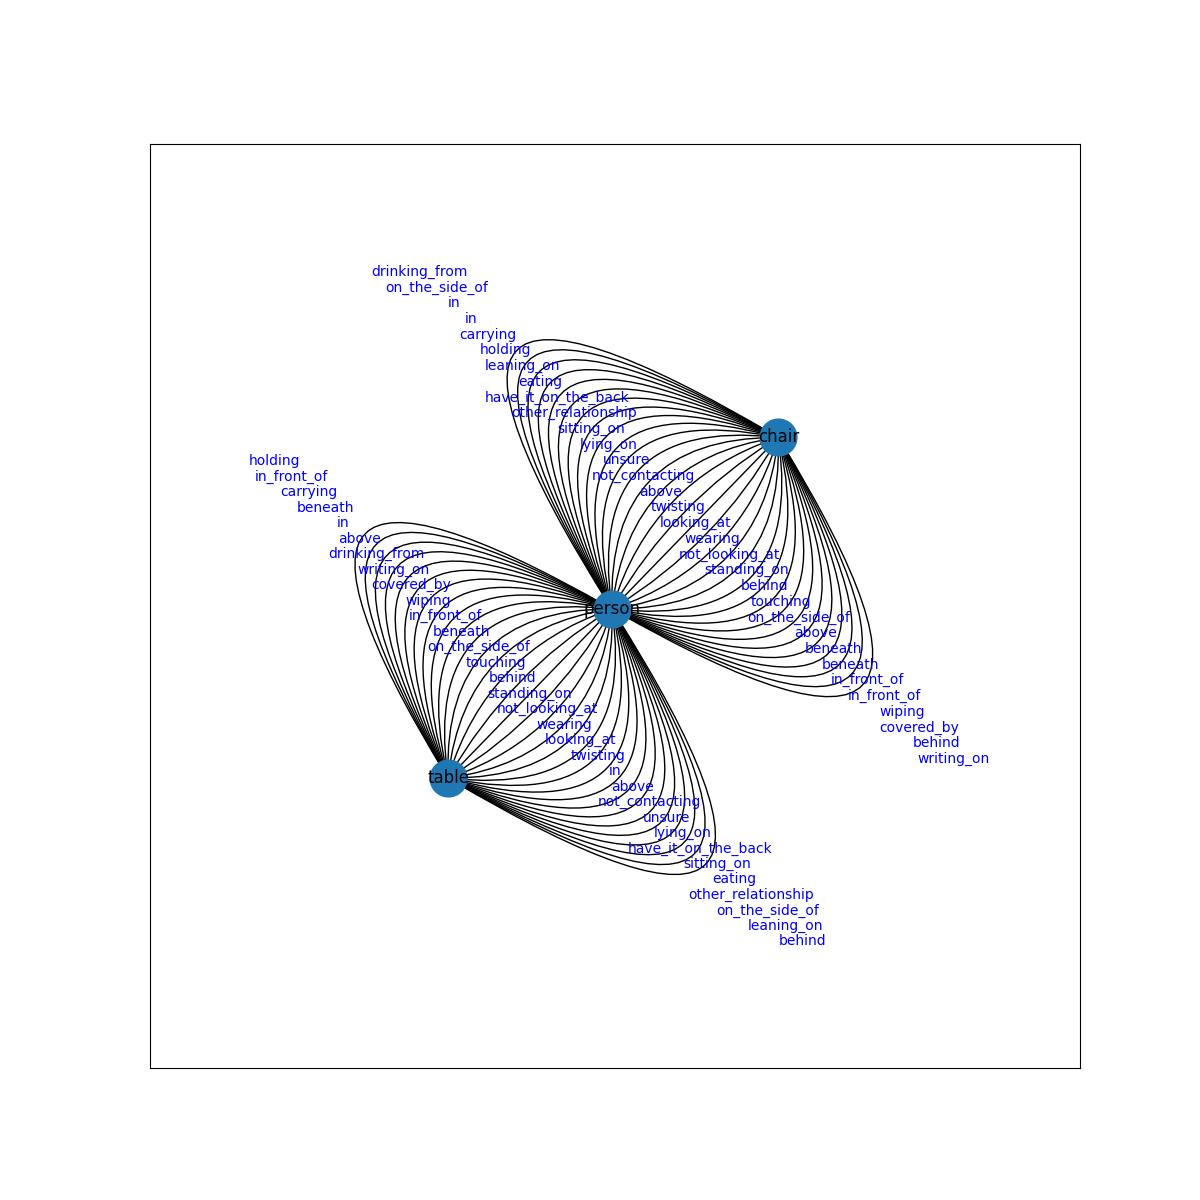 drinking_from
on_the_side_of
in
in
carrying
holding
leaning_on
eating
have_it_on_the_back
other_relationship
sitting_on
lying_on
unsure
not_contacting
above
twisting
looking_at
wearing
not_looking_at
standing_on
behind
touching
on_the_side_of
above
beneath
beneath
in_front_of
in_front_of
wiping
covered_by
behind
writing_on
chair
person
holding
in_front_of
carrying
beneath
in
above
drinking_from
writing_on
covered_by
wiping
in_front_of
beneath
on_the_side_of
touching
behind
standing_on
not_looking_at
wearing
looking_at
twisting
in
above
not_contacting
unsure
lying_on
have_it_on_the_back
sitting_on
eating
other_relationship
on_the_side_of
leaning_on
behind
table